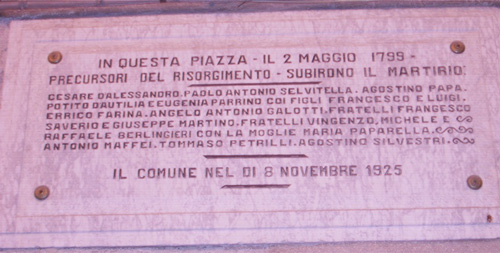 IN QUESTA PIAZZA - IL 2 MAGGIO 1799 -
PRECURSORI DEL RISORGIMENTO - SUBIRONO IL MARTIRIO:
CESARE D'ALESSANDRO. PAOLO ANTONIO SELVITELLA. AGOSTINO PAPA.
POTITO D'AUTILIA E EUGENIA PARRINO COI FIGLI FRANCESCO E LUIGI.
ERRICO FARINA. ANGELO ANTONIO GALOTTI. FRATELLI FRANCESCO
SAVERIO E GIUSEPPE MARTINO. FRATELLI VINCENZO, MICHELE E
RAFFAELE BERLINGIERI CON LA MOGLIE MARIA PAPARELLA.
ANTONIO MAFFEI. TOMMASO PETRILLI. AGOSTINO SILVESTRI.
IL COMUNE NEL DI 8 NOVEMBRE 1925